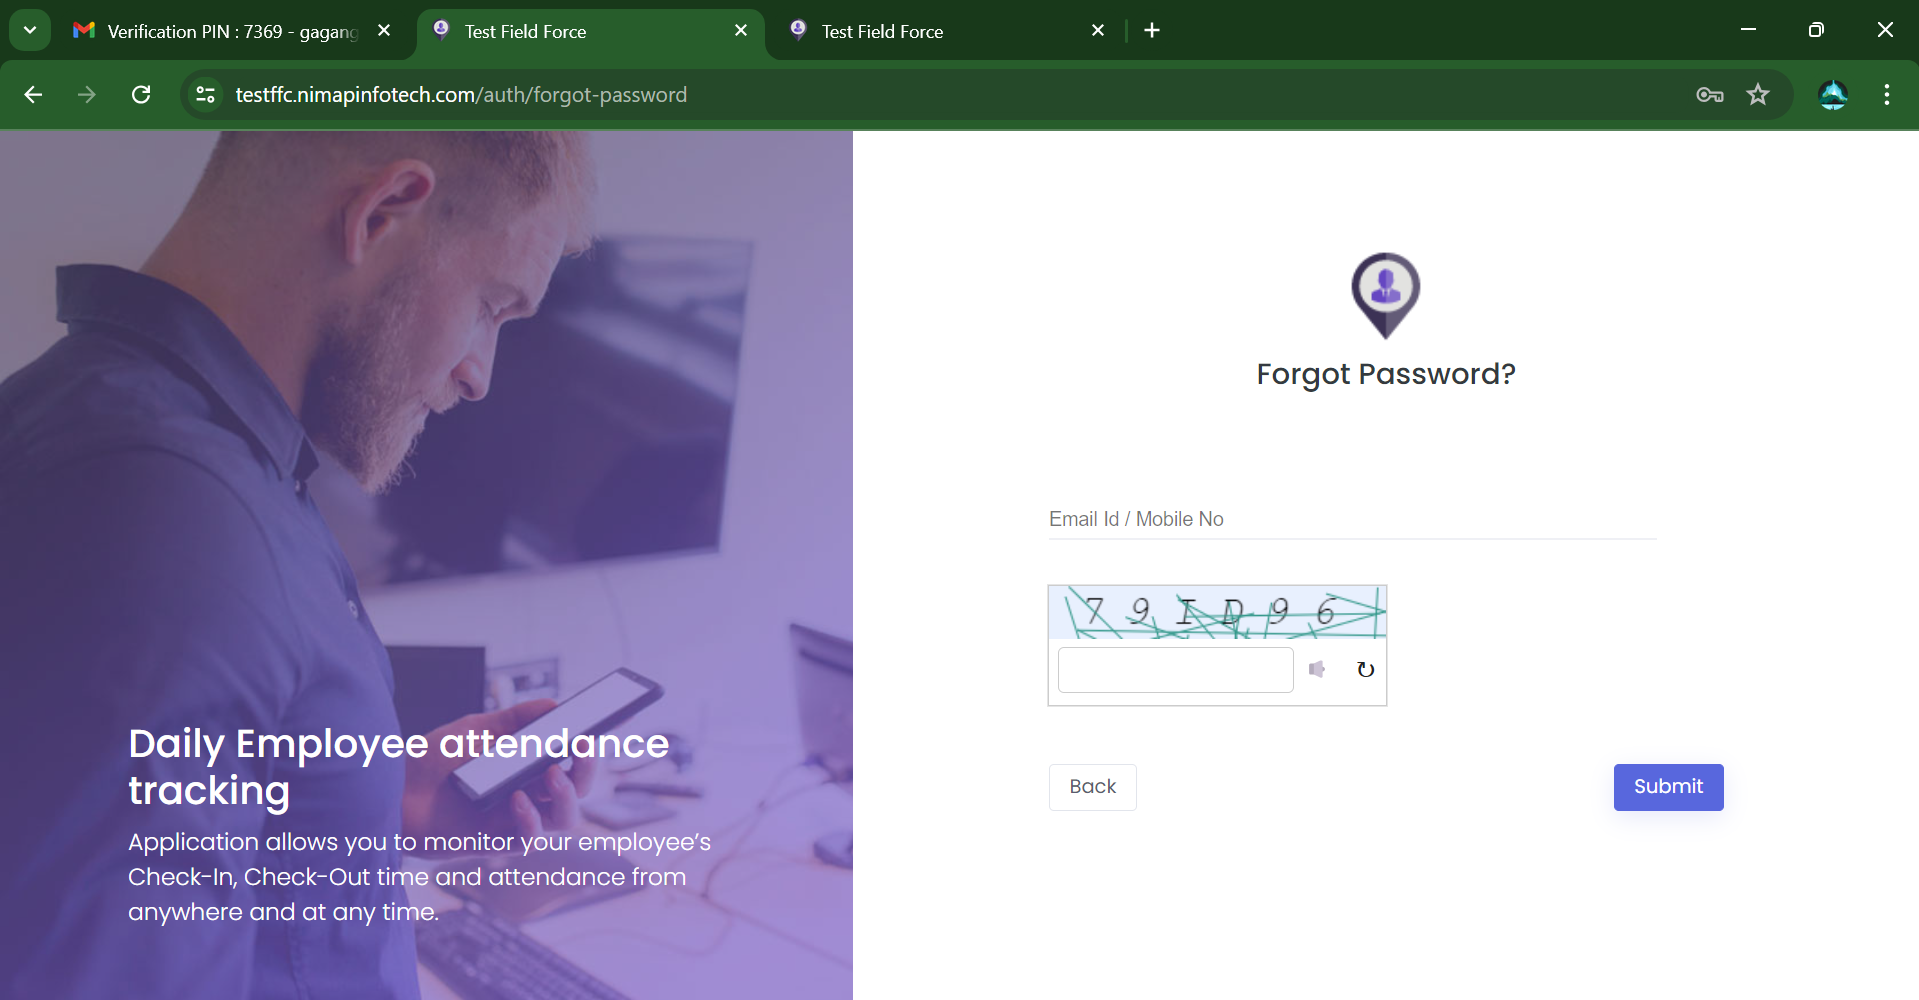 Verification PIN : 7369 - gagang
Test Field Force
Test Field Force
testffc.nimapinfotech.com/auth/forgot-password
Forgot Password?
Email Id / Mobile No
7 9 I D 9 6
Back
Submit
Daily Employee attendance
tracking
Application allows you to monitor your employee’s
Check-In, Check-Out time and attendance from
anywhere and at any time.